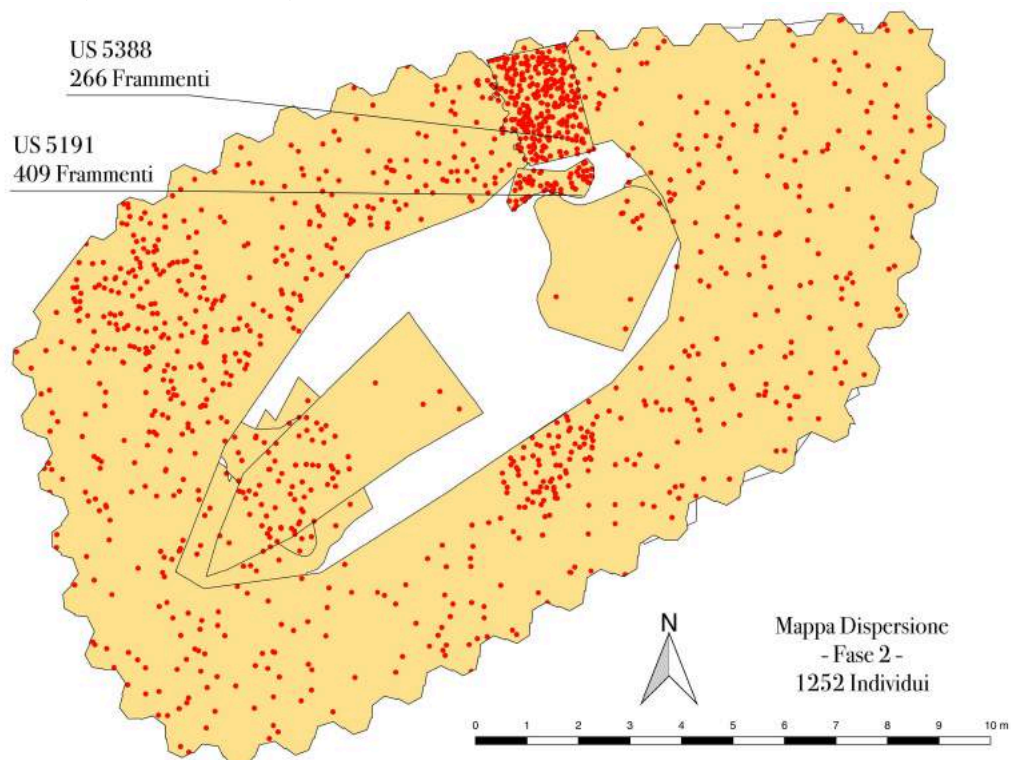 US 5388
266 Frammenti
US 5191
409 Frammenti
N
Mappa Dispersione
- Fase 2 -
1252 Individui
0 1 2 3 4 5 6 7 8 9 10 m